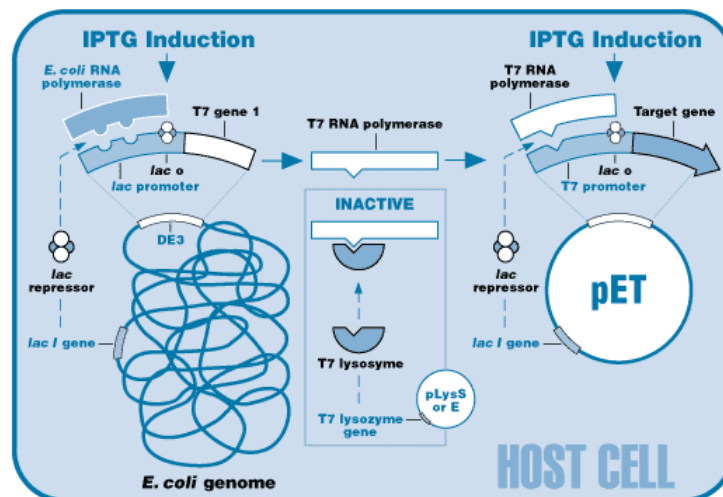 IPTG Induction
E. coli RNA
polymerase
T7 gene 1
lac o
lac promoter
DE3
lac
repressor
lac I gene
E. coli genome
T7 RNA polymerase
INACTIVE
T7 lysosyme
T7 lysozyme
gene
pLysS
or E
IPTG Induction
T7 RNA
polymerase
Target gene
lac o
T7 promoter
lac
repressor
lac I gene
pET
HOST CELL